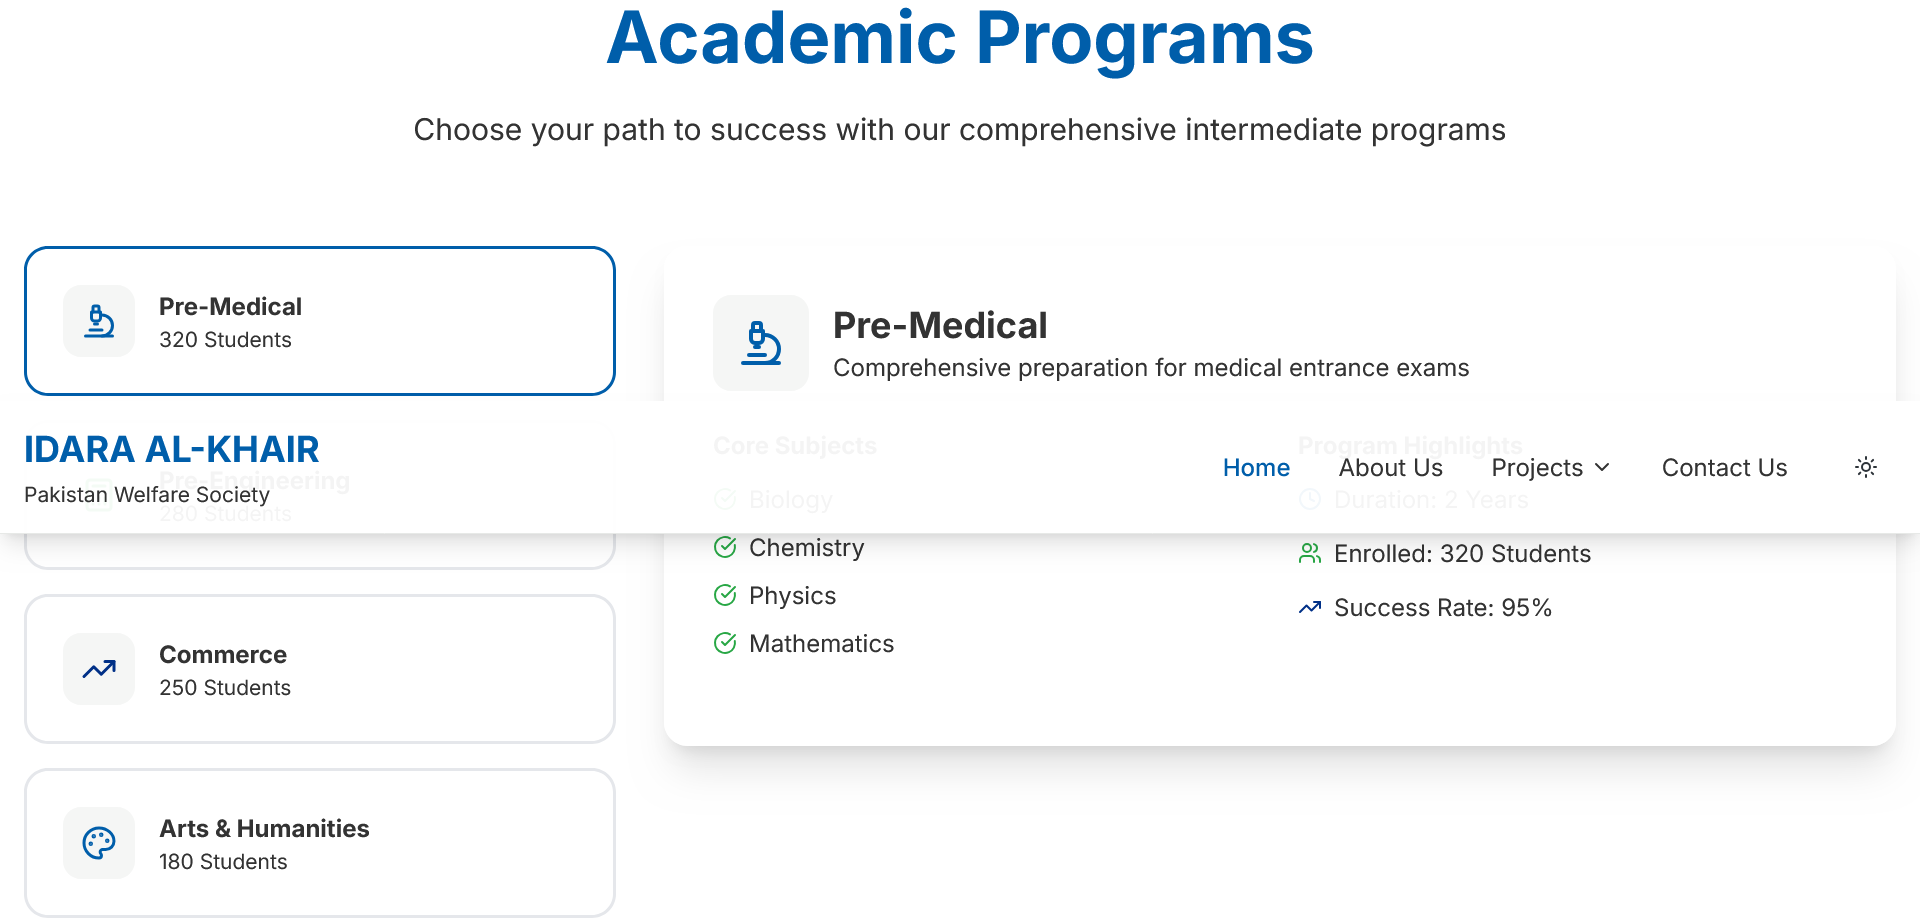 Academic Programs
Choose your path to success with our comprehensive intermediate programs
Pre-Medical
320 Students
Pre-Medical
Comprehensive preparation for medical entrance exams
IDARA AL-KHAIR
Pakistan Welfare Society
Home
About Us
Projects
Contact Us
Pre-Engineering
280 Students
Core Subjects
Biology
Chemistry
Physics
Mathematics
Program Highlights
Duration: 2 Years
Enrolled: 320 Students
Success Rate: 95%
Commerce
250 Students
Arts & Humanities
180 Students